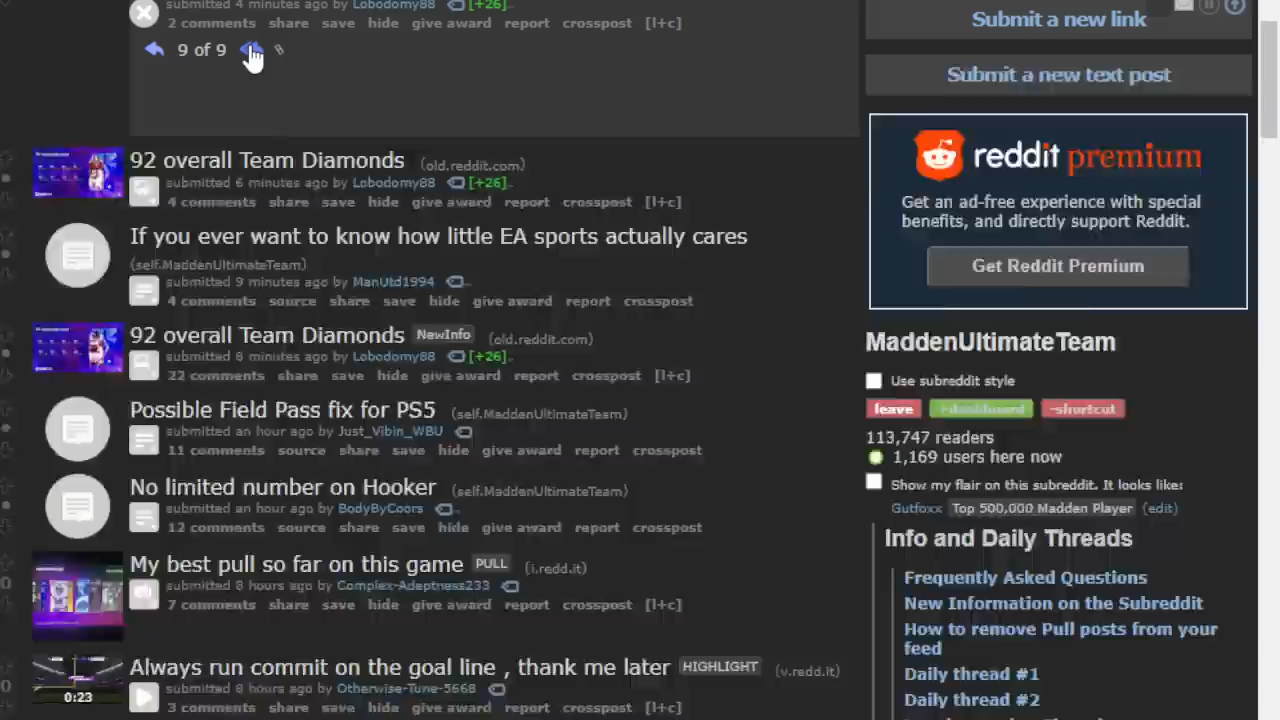 submitted 4 minutes ago by Lobodomy88 [+26]
2 comments share save hide give award report crosspost [l+c]
9 of 9
92 overall Team Diamonds (old.reddit.com)
submitted 6 minutes ago by Lobodomy88 [+26]
4 comments share save hide give award report crosspost [l+c]
If you ever want to know how little EA sports actually cares
(self.MaddenUltimateTeam)
submitted 9 minutes ago by ManUtd1994
4 comments source share save hide give award report crosspost
92 overall Team Diamonds NewInfo (old.reddit.com)
submitted 8 minutes ago by Lobodomy88 [+26]
22 comments share save hide give award report crosspost [l+c]
Possible Field Pass fix for PS5 (self.MaddenUltimateTeam)
submitted an hour ago by Just_Vibin_WBU
11 comments source share save hide give award report crosspost
No limited number on Hooker (self.MaddenUltimateTeam)
submitted an hour ago by BodyByCoors
12 comments source share save hide give award report crosspost
My best pull so far on this game PULL (i.redd.it)
submitted 8 hours ago by Complex-Adeptness233
7 comments share save hide give award report crosspost [l+c]
Always run commit on the goal line , thank me later HIGHLIGHT (v.redd.it)
0:23
submitted 8 hours ago by Otherwise-Tune-5668
3 comments share save hide give award report crosspost [l+c]
Submit a new link
Submit a new text post
reddit premium
Get an ad-free experience with special
benefits, and directly support Reddit.
Get Reddit Premium
MaddenUltimateTeam
Use subreddit style
leave +dashboard -shortcut
113,747 readers
1,169 users here now
Show my flair on this subreddit. It looks like:
Gutfoxx Top 500,000 Madden Player (edit)
Info and Daily Threads
Frequently Asked Questions
New Information on the Subreddit
How to remove Pull posts from your
feed
Daily thread #1
Daily thread #2